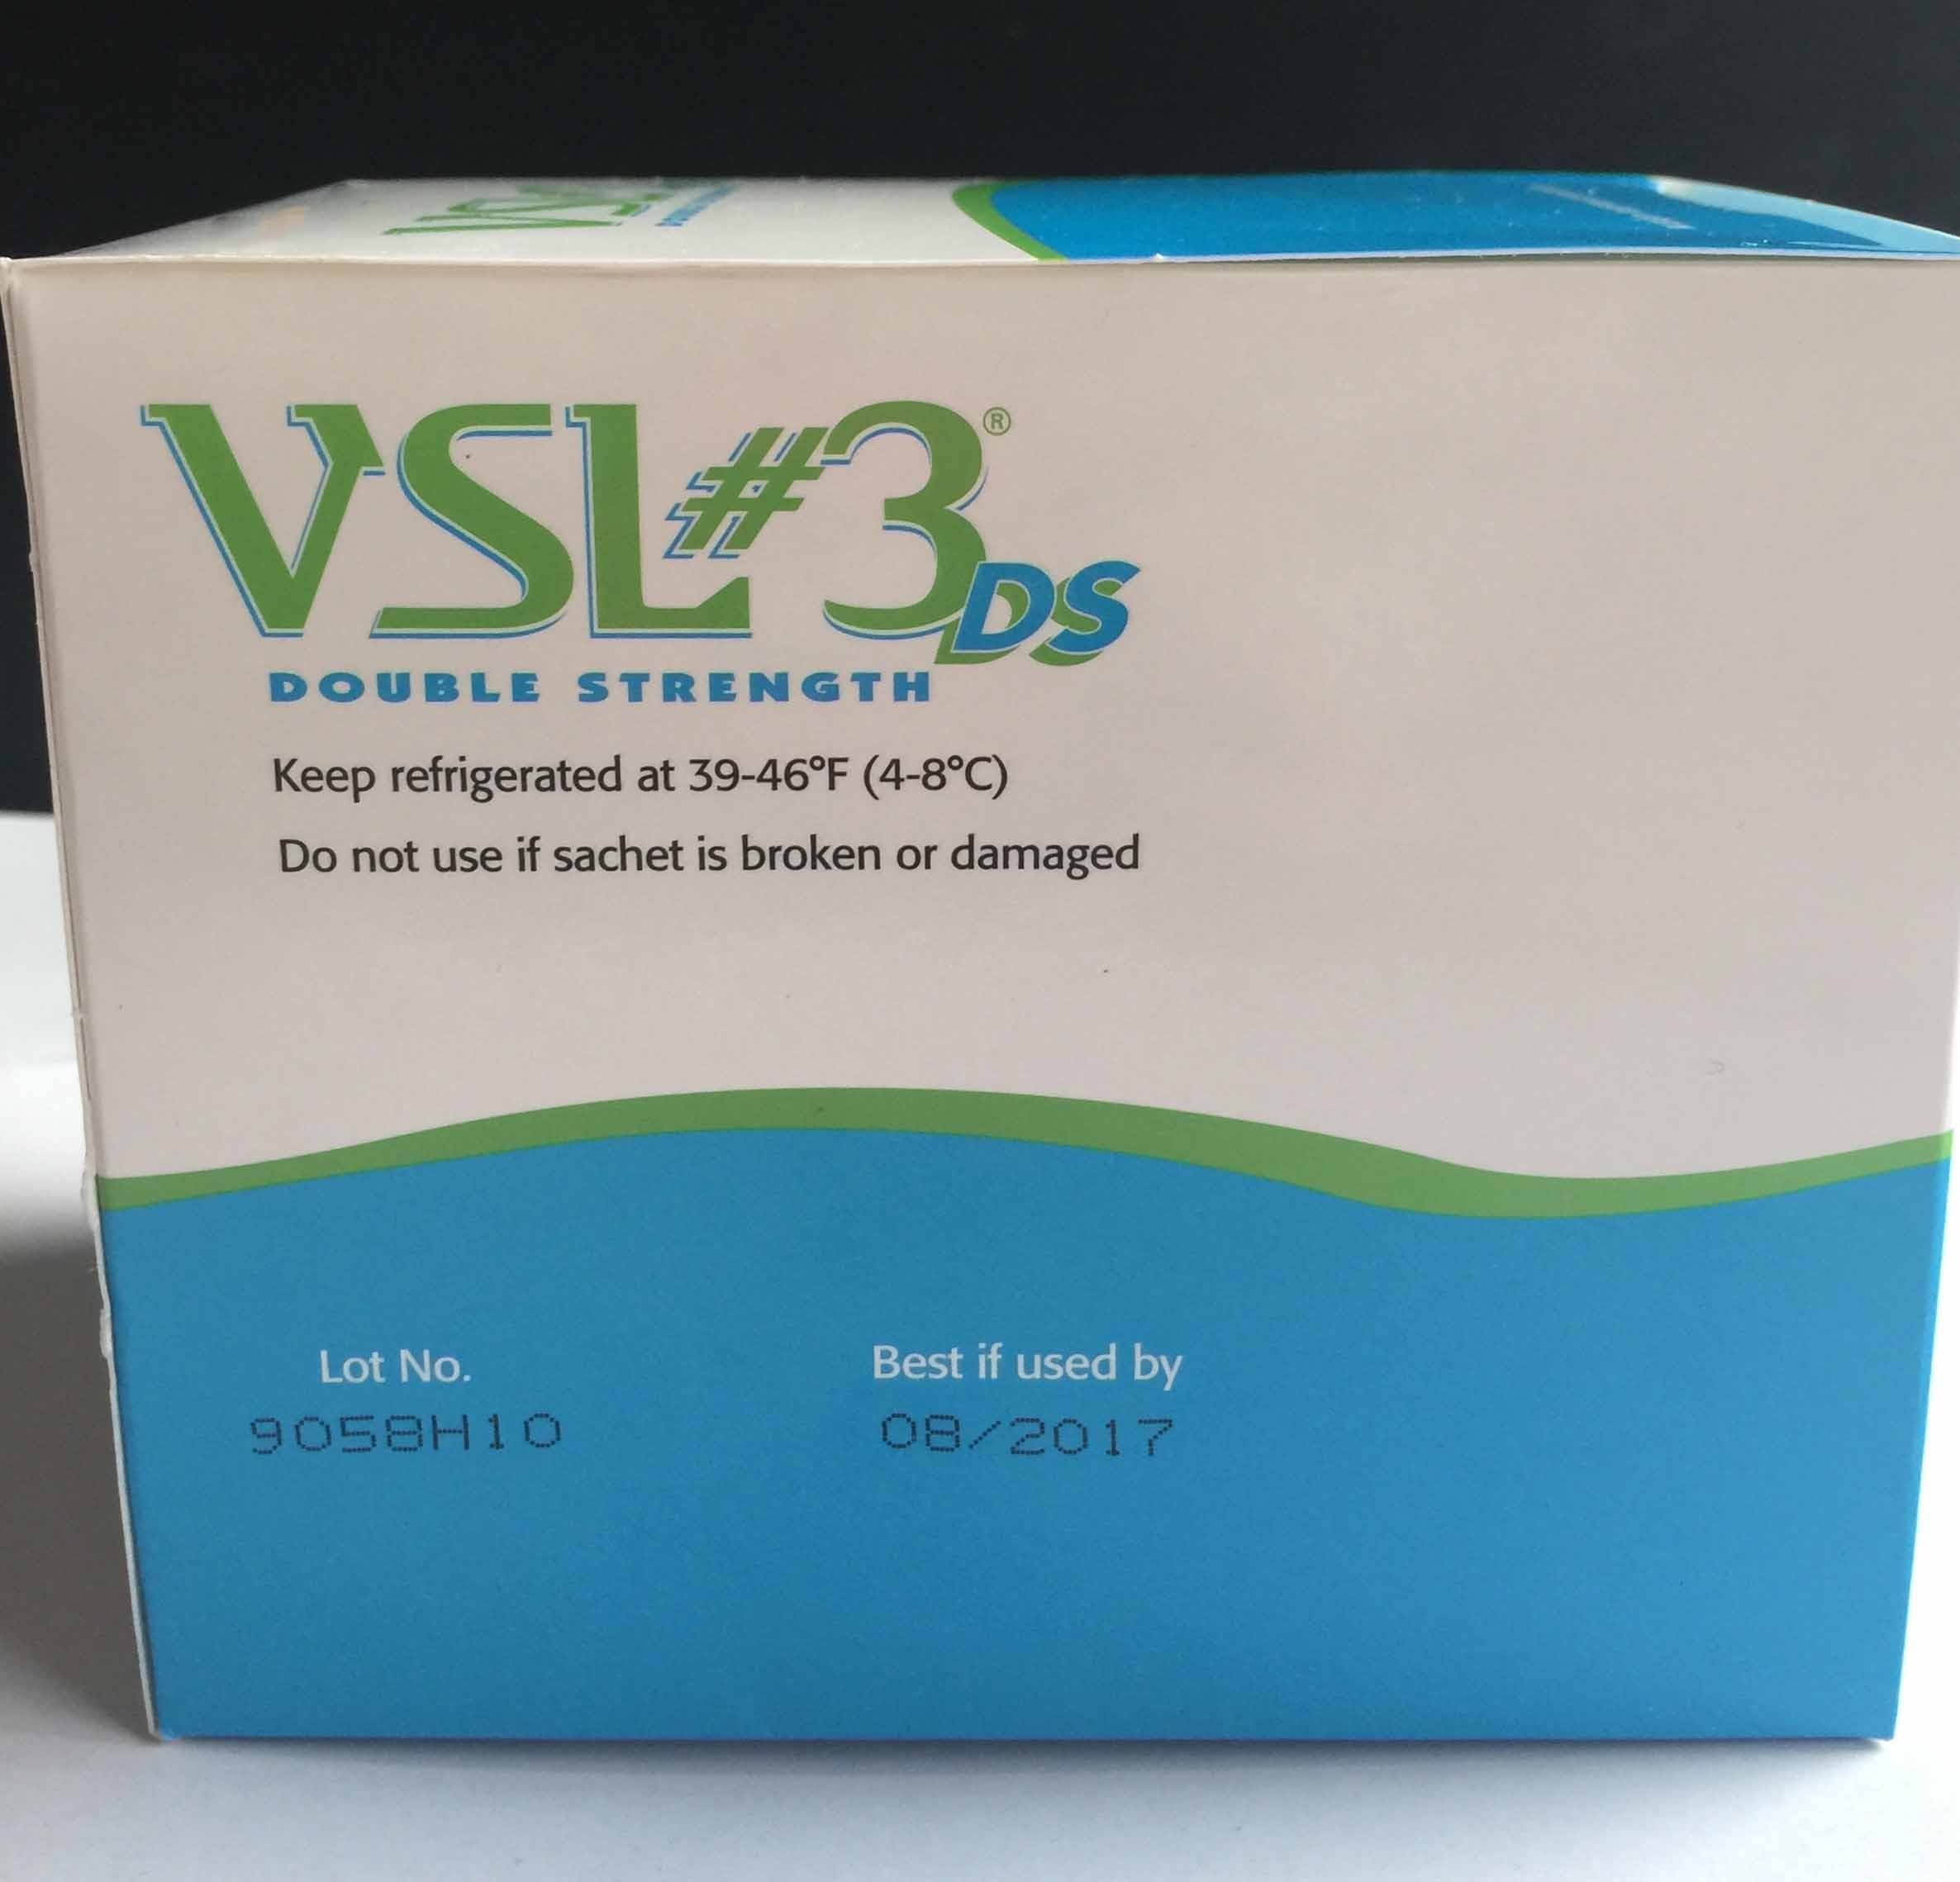 VSL#3® DS
DOUBLE STRENGTH
Keep refrigerated at 39-46°F (4-8°C)
Do not use if sachet is broken or damaged
Lot No.
9058H10
Best if used by
08/2017